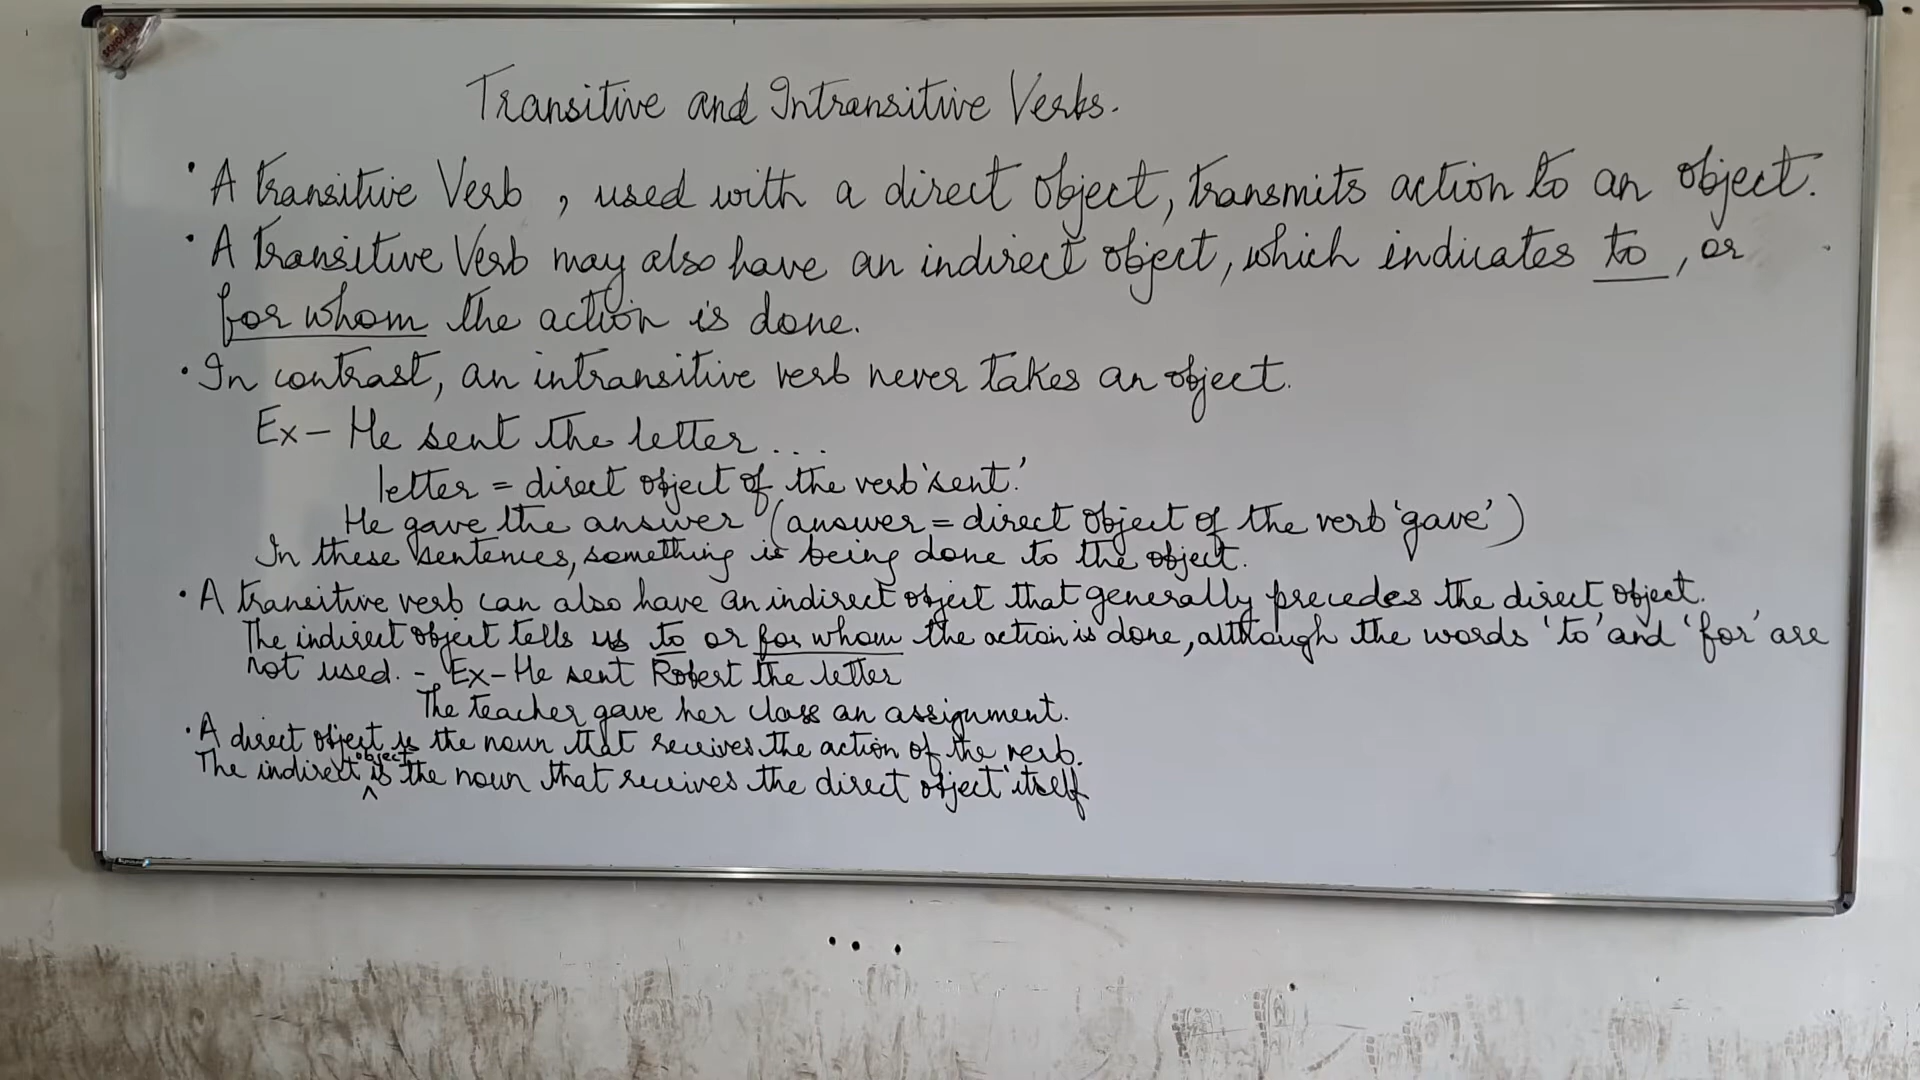 SCHOLAR
Transitive and Intransitive Verbs.
• A transitive Verb , used with a direct object, transmits action to an object.
• A transitive Verb may also have an indirect object, which indicates to , or
for whom the action is done.
• In contrast, an intransitive verb never takes an object.
Ex – He sent the letter ...
letter = direct object of the verb 'sent.'
He gave the answer (answer = direct object of the verb 'gave')
In these sentences, something is being done to the object.
• A transitive verb can also have an indirect object that generally precedes the direct object.
The indirect object tells us to or for whom the action is done, although the words 'to' and 'for' are
not used. - Ex – He sent Robert the letter
The teacher gave her class an assignment.
• A direct object is the noun that receives the action of the verb.
The indirect object is the noun that receives the direct object itself